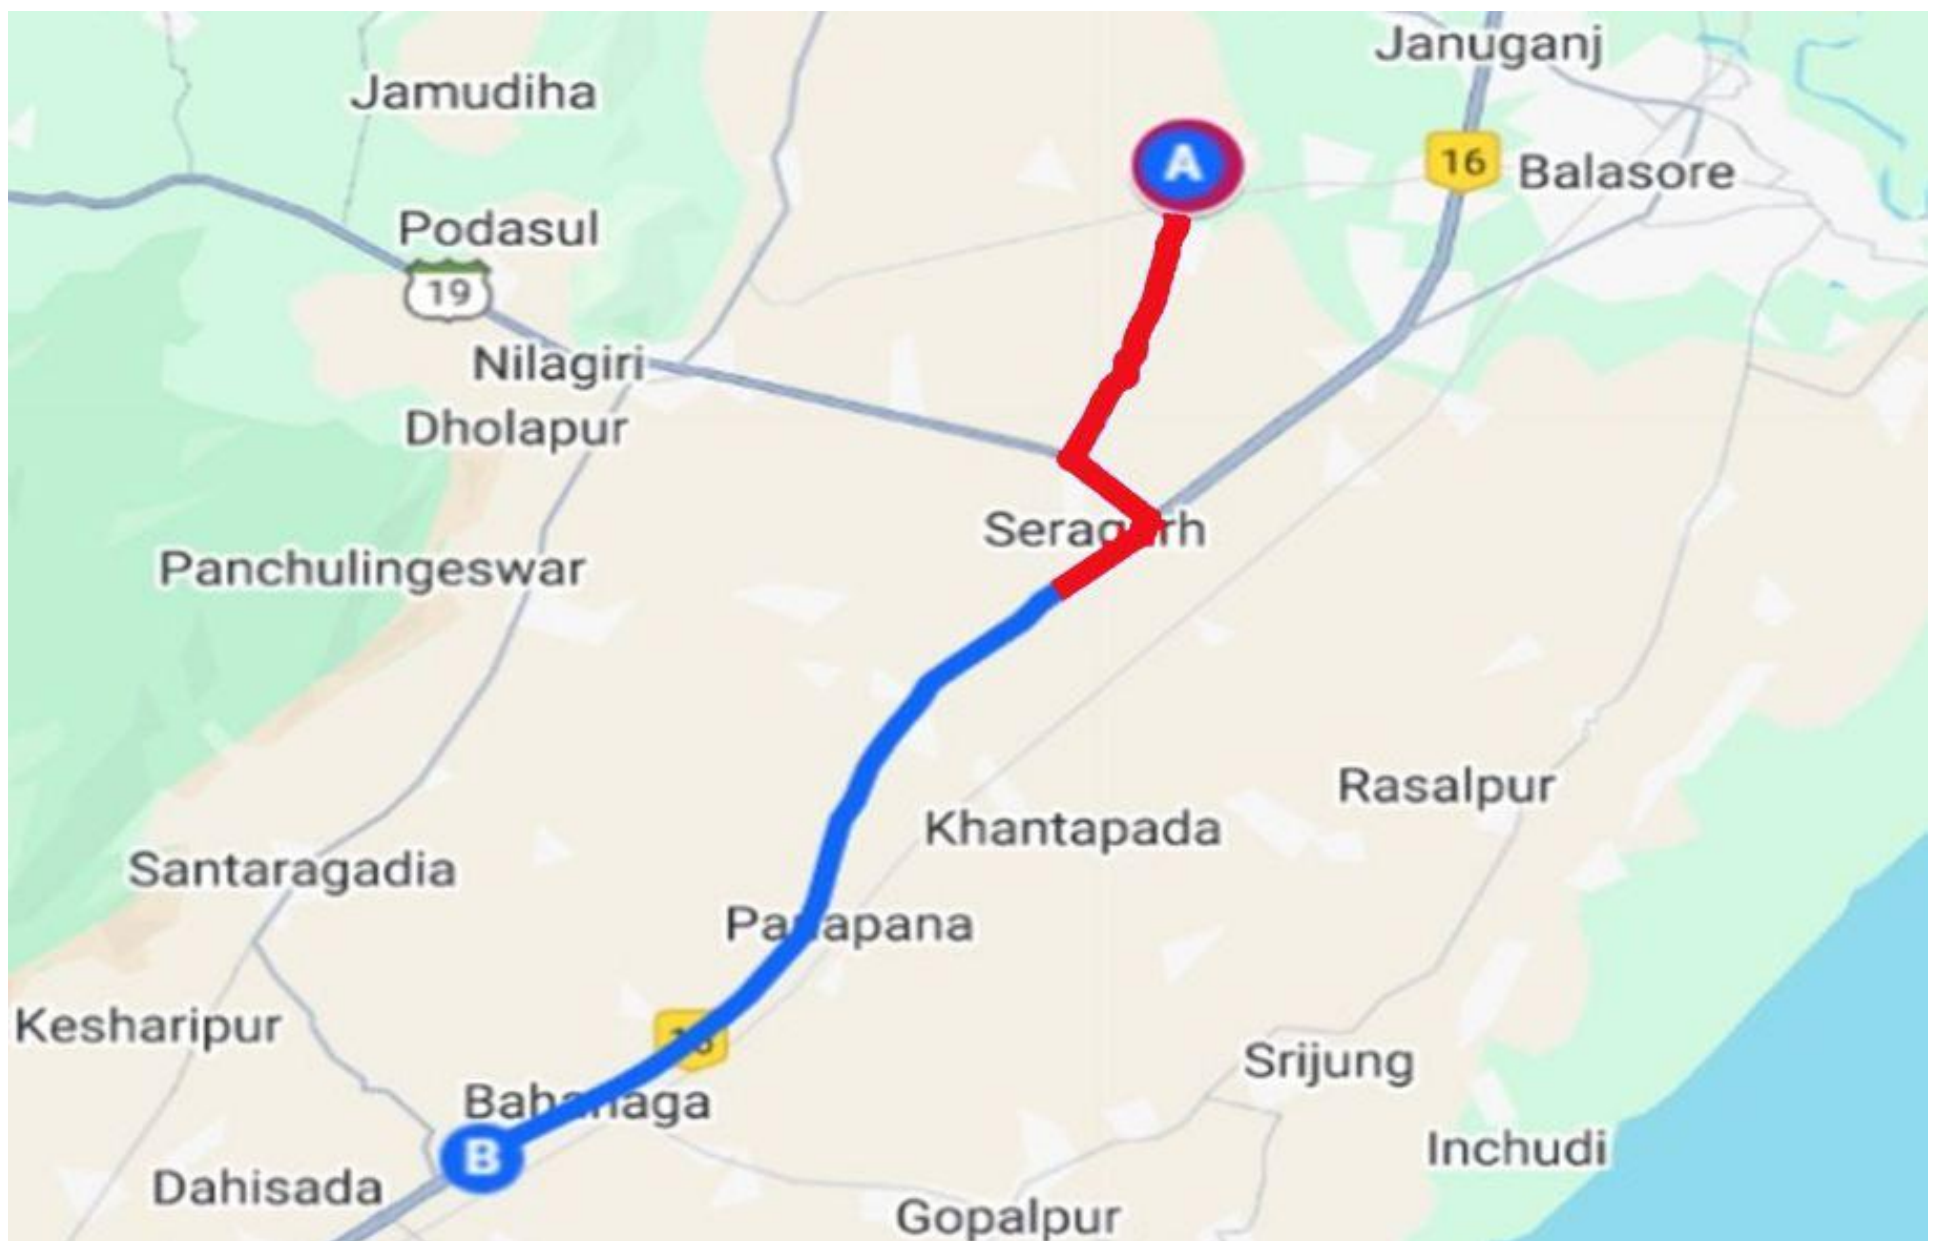 Januganj
Jamudiha
A
16
Balasore
Podasul
19
Nilagiri
Dholapur
Panchulingeswar
Rasalpur
Khantapada
Santaragadia
Kesharipur
Srijung
B
Inchudi
Dahisada
Gopalpur